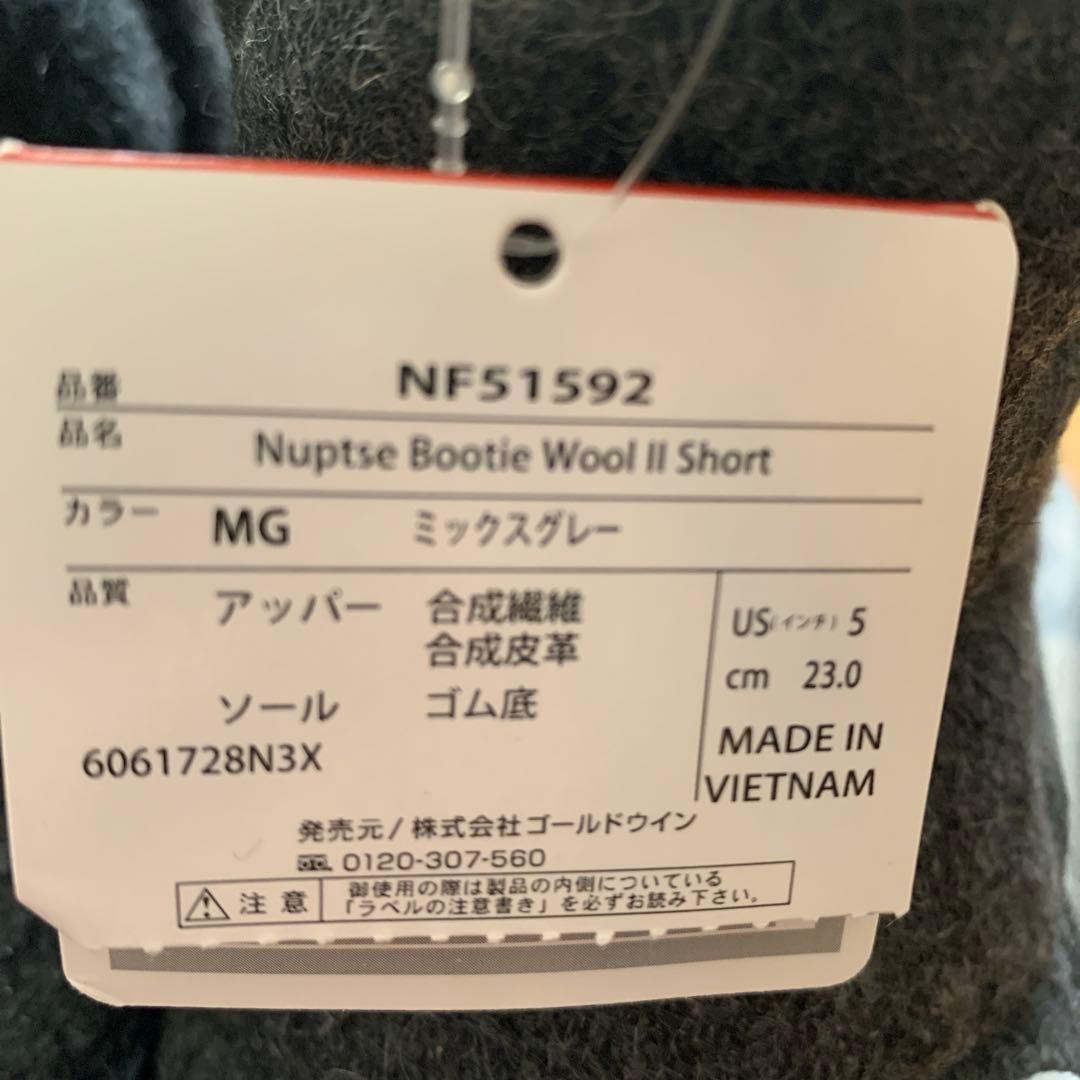 品番 NF51592
品名 Nuptse Bootie Wool II Short
カラー MG ミックスグレー
品質 アッパー 合成繊維
合成皮革
ソール ゴム底
6061728N3X
US(インチ) 5
cm 23.0
MADE IN
VIETNAM
発売元/株式会社ゴールドウイン
0120-307-560
注意
御使用の際は製品の内側についている
「ラベルの注意書き」を必ずお読み下さい。